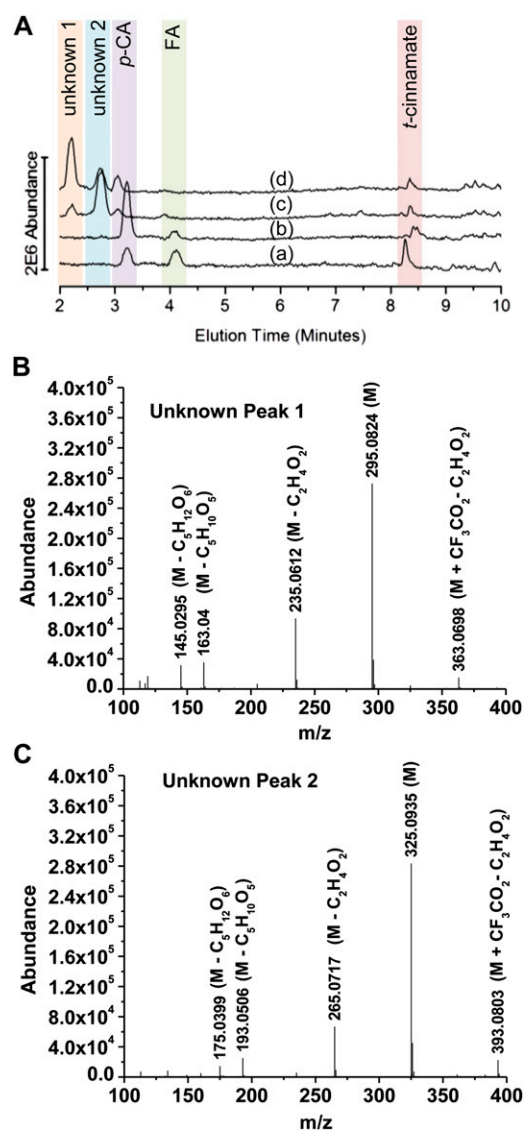 A
unknown 1
unknown 2
p-CA
FA
t-cinnamate
2E6 Abundance
(d)
(c)
(b)
(a)
2 3 4 5 6 7 8 9 10
Elution Time (Minutes)
B
Unknown Peak 1
Abundance
4.0x10⁵
3.6x10⁵
3.2x10⁵
2.8x10⁵
2.4x10⁵
2.0x10⁵
1.6x10⁵
1.2x10⁵
8.0x10⁴
4.0x10⁴
0.0
145.0295 (M - C₅H₁₂O₆)
163.04 (M - C₅H₁₀O₅)
235.0612 (M - C₂H₄O₂)
295.0824 (M)
363.0698 (M + CF₃CO₂ - C₂H₄O₂)
100 150 200 250 300 350 400
m/z
C
Unknown Peak 2
Abundance
4.0x10⁵
3.6x10⁵
3.2x10⁵
2.8x10⁵
2.4x10⁵
2.0x10⁵
1.6x10⁵
1.2x10⁵
8.0x10⁴
4.0x10⁴
0.0
175.0399 (M - C₅H₁₂O₆)
193.0506 (M - C₅H₁₀O₅)
265.0717 (M - C₂H₄O₂)
325.0935 (M)
393.0803 (M + CF₃CO₂ - C₂H₄O₂)
100 150 200 250 300 350 400
m/z